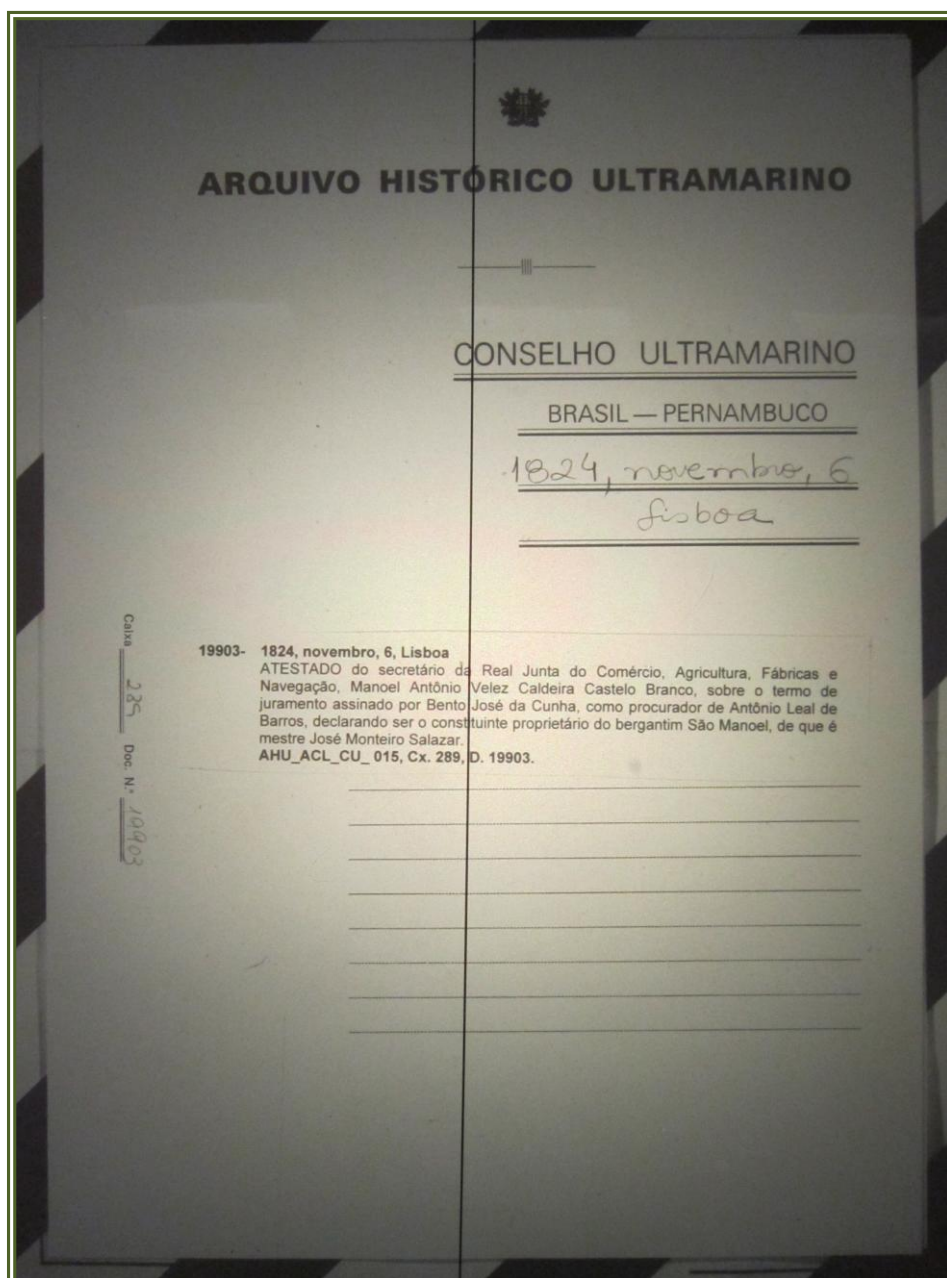 ARQUIVO HISTÓRICO ULTRAMARINO
CONSELHO ULTRAMARINO
BRASIL — PERNAMBUCO
1824, novembro, 6
Lisboa
Caixa 289 Doc. N.º 19903
19903- 1824, novembro, 6, Lisboa
ATESTADO do secretário da Real Junta do Comércio, Agricultura, Fábricas e
Navegação, Manoel Antônio Velez Caldeira Castelo Branco, sobre o termo de
juramento assinado por Bento José da Cunha, como procurador de Antônio Leal de
Barros, declarando ser o constituinte proprietário do bergantim São Manoel, de que é
mestre José Monteiro Salazar.
AHU_ACL_CU_ 015, Cx. 289, D. 19903.